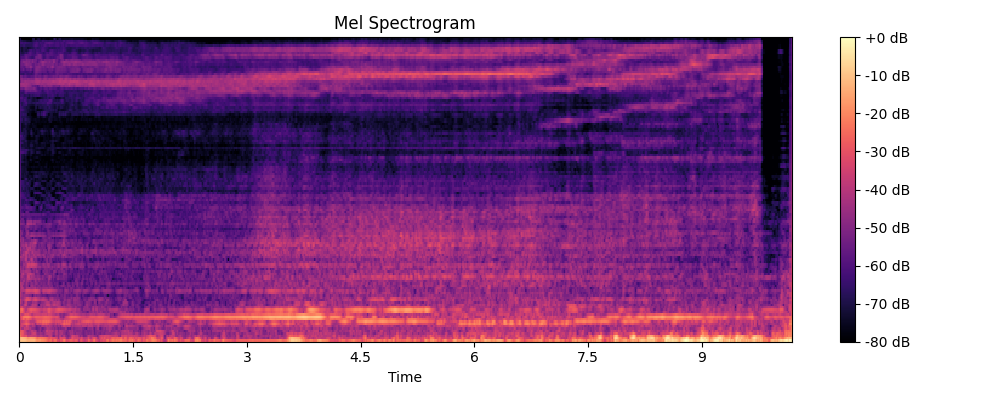 Mel Spectrogram
+0 dB
-10 dB
-20 dB
-30 dB
-40 dB
-50 dB
-60 dB
-70 dB
-80 dB
0 1.5 3 4.5 6 7.5 9
Time